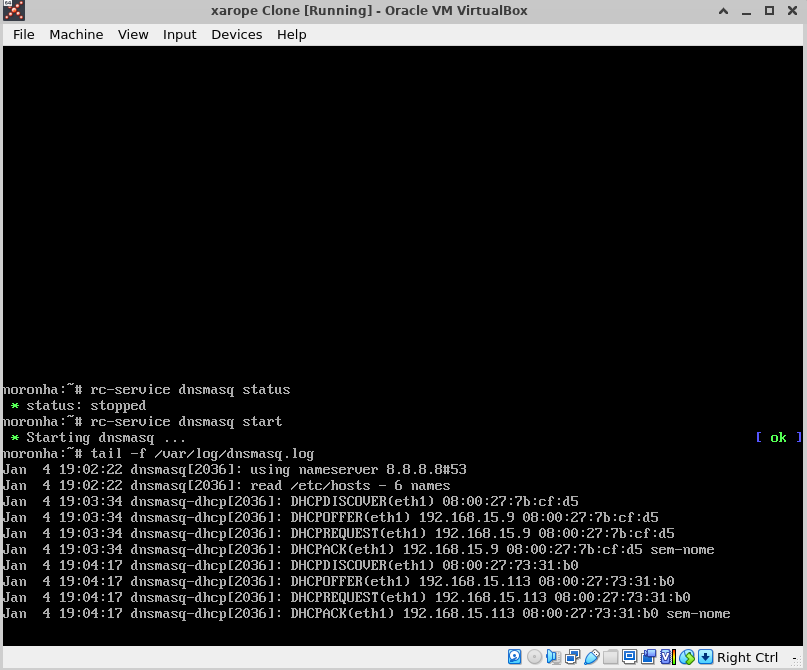 xarope Clone [Running] - Oracle VM VirtualBox
File Machine View Input Devices Help
noronha:~# rc-service dnsmasq status
* status: stopped
noronha:~# rc-service dnsmasq start
* Starting dnsmasq ... [ ok ]
noronha:~# tail -f /var/log/dnsmasq.log
Jan  4 19:02:22 dnsmasq[2036]: using nameserver 8.8.8.8#53
Jan  4 19:02:22 dnsmasq[2036]: read /etc/hosts - 6 names
Jan  4 19:03:34 dnsmasq-dhcp[2036]: DHCPDISCOVER(eth1) 08:00:27:7b:cf:d5
Jan  4 19:03:34 dnsmasq-dhcp[2036]: DHCPOFFER(eth1) 192.168.15.9 08:00:27:7b:cf:d5
Jan  4 19:03:34 dnsmasq-dhcp[2036]: DHCPREQUEST(eth1) 192.168.15.9 08:00:27:7b:cf:d5
Jan  4 19:03:34 dnsmasq-dhcp[2036]: DHCPACK(eth1) 192.168.15.9 08:00:27:7b:cf:d5 sem-nome
Jan  4 19:04:17 dnsmasq-dhcp[2036]: DHCPDISCOVER(eth1) 08:00:27:73:31:b0
Jan  4 19:04:17 dnsmasq-dhcp[2036]: DHCPOFFER(eth1) 192.168.15.113 08:00:27:73:31:b0
Jan  4 19:04:17 dnsmasq-dhcp[2036]: DHCPREQUEST(eth1) 192.168.15.113 08:00:27:73:31:b0
Jan  4 19:04:17 dnsmasq-dhcp[2036]: DHCPACK(eth1) 192.168.15.113 08:00:27:73:31:b0 sem-nome
Right Ctrl